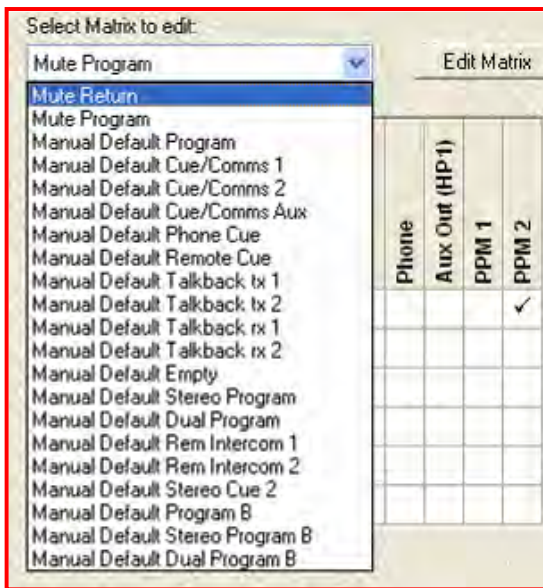 Select Matrix to edit:
Mute Program
Edit Matrix
Mute Return
Mute Program
Manual Default Program
Manual Default Cue/Comms 1
Manual Default Cue/Comms 2
Manual Default Cue/Comms Aux
Manual Default Phone Cue
Manual Default Remote Cue
Manual Default Talkback tx 1
Manual Default Talkback tx 2
Manual Default Talkback rx 1
Manual Default Talkback rx 2
Manual Default Empty
Manual Default Stereo Program
Manual Default Dual Program
Manual Default Rem Intercom 1
Manual Default Rem Intercom 2
Manual Default Stereo Cue 2
Manual Default Program B
Manual Default Stereo Program B
Manual Default Dual Program B
Phone
Aux Out (HP1)
PPM 1
PPM 2